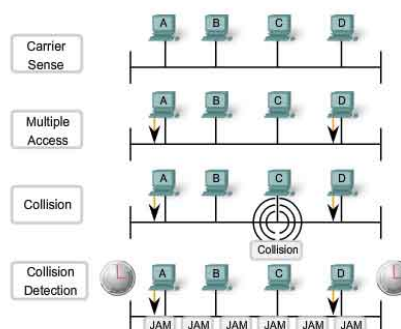 A B C D
Carrier
Sense
A B C D
Multiple
Access
A B C D
Collision
Collision
Collision
Detection
A B C D
JAM JAM JAM JAM JAM JAM